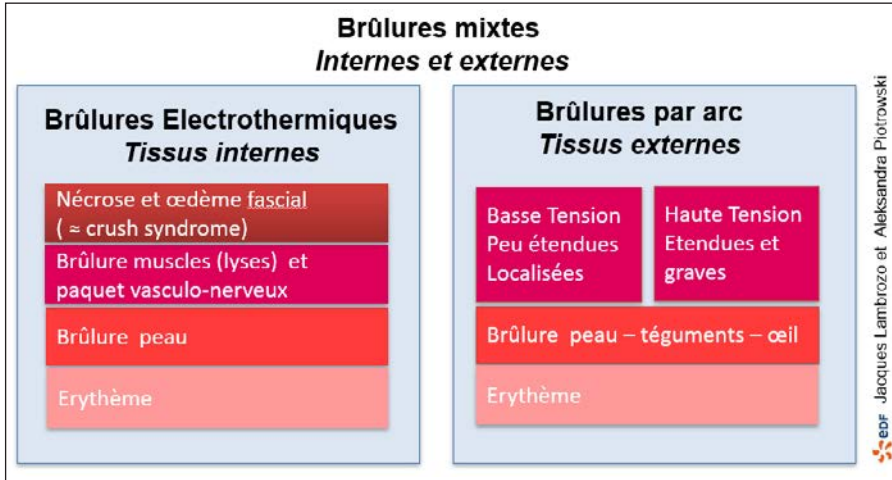 Brûlures mixtes
Internes et externes
Brûlures Electrothermiques
Tissus internes
Nécrose et œdème fascial
( ≈ crush syndrome)
Brûlure muscles (lyses) et
paquet vasculo-nerveux
Brûlure peau
Erythème
Brûlures par arc
Tissus externes
Basse Tension
Peu étendues
Localisées
Haute Tension
Etendues et
graves
Brûlure peau – téguments – œil
Erythème
EDF Jacques Lambrozo et Aleksandra Piotrowski